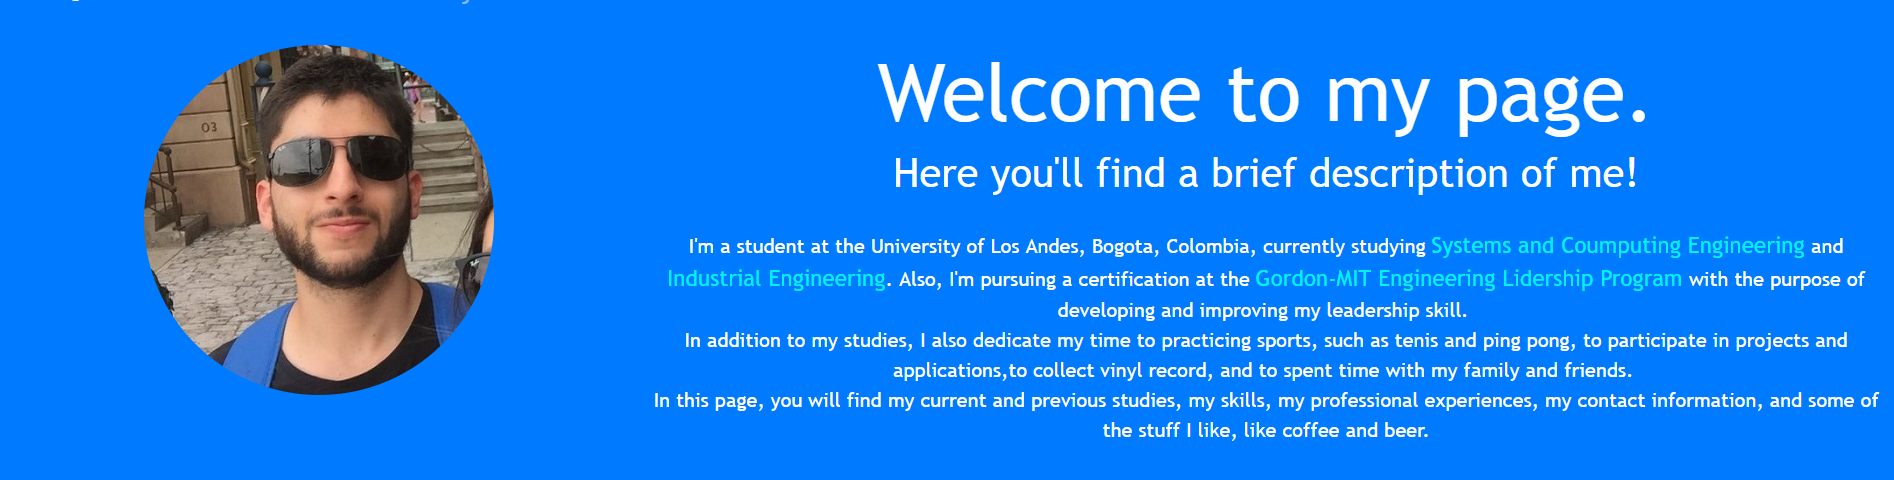 03
Welcome to my page.
Here you'll find a brief description of me!
I'm a student at the University of Los Andes, Bogota, Colombia, currently studying Systems and Coumputing Engineering and
Industrial Engineering. Also, I'm pursuing a certification at the Gordon-MIT Engineering Lidership Program with the purpose of
developing and improving my leadership skill.
In addition to my studies, I also dedicate my time to practicing sports, such as tenis and ping pong, to participate in projects and
applications,to collect vinyl record, and to spent time with my family and friends.
In this page, you will find my current and previous studies, my skills, my professional experiences, my contact information, and some of
the stuff I like, like coffee and beer.